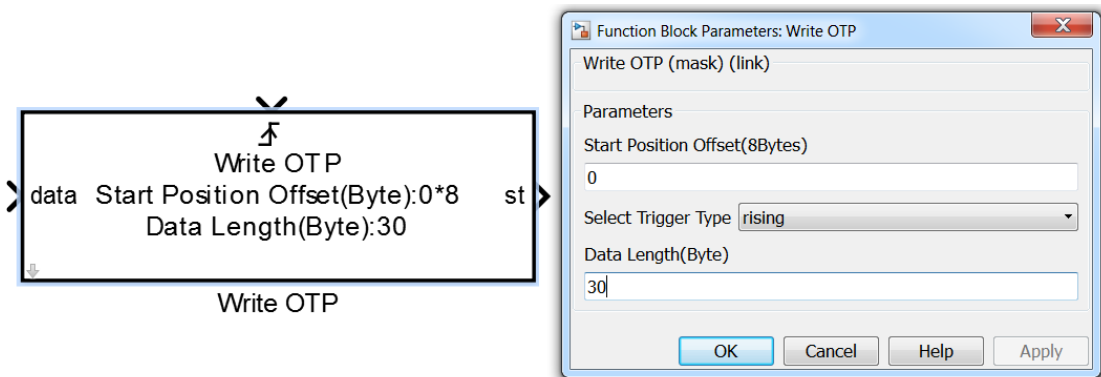 Write OTP
data Start Position Offset(Byte):0*8 st
Data Length(Byte):30
Write OTP
Function Block Parameters: Write OTP
Write OTP (mask) (link)
Parameters
Start Position Offset(8Bytes)
0
Select Trigger Type rising
Data Length(Byte)
30
OK Cancel Help Apply